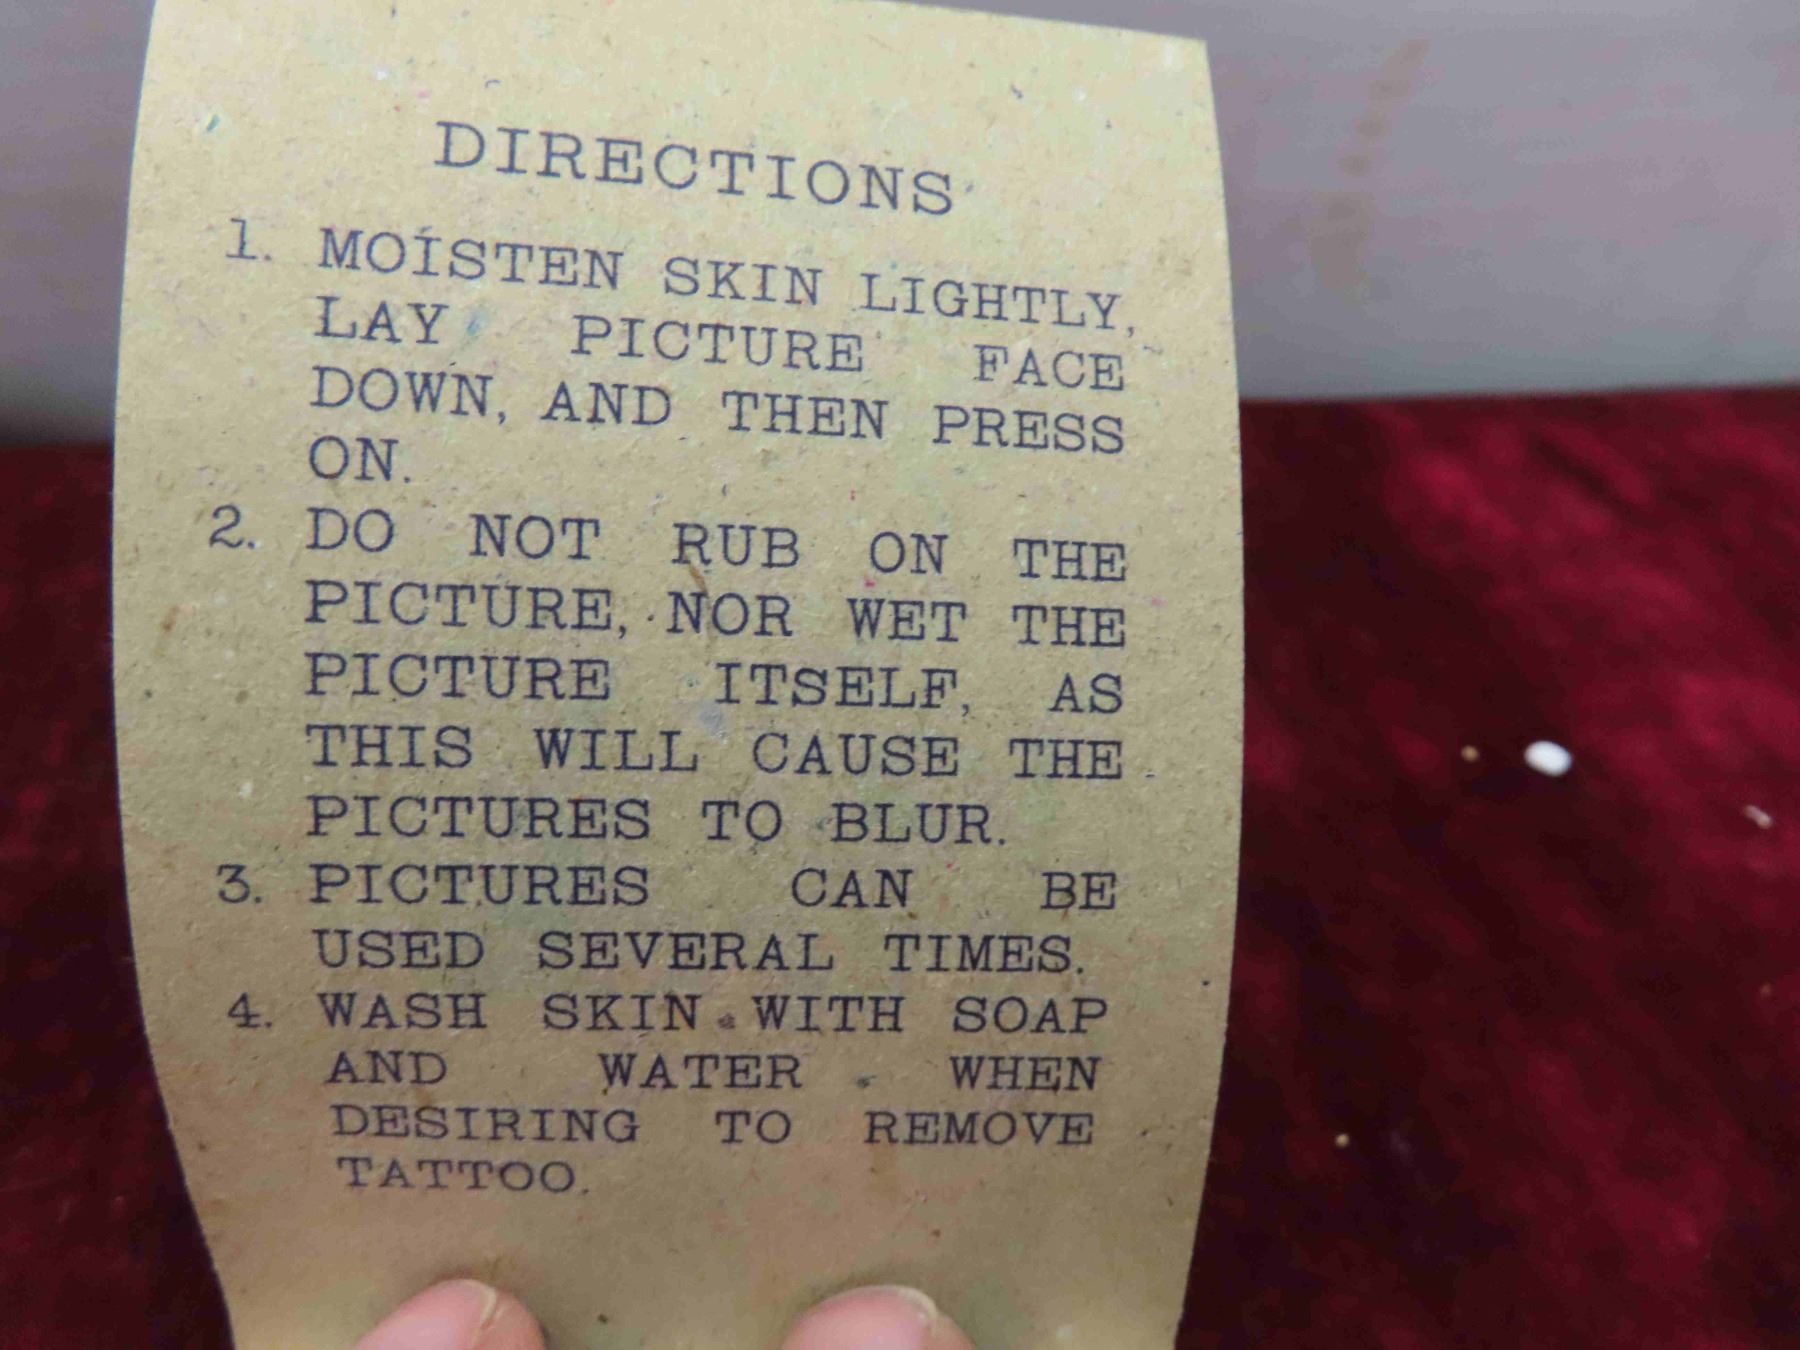 DIRECTIONS
1. MOISTEN SKIN LIGHTLY,
LAY PICTURE FACE
DOWN, AND THEN PRESS
ON.
2. DO NOT RUB ON THE
PICTURE, NOR WET THE
PICTURE ITSELF, AS
THIS WILL CAUSE THE
PICTURES TO BLUR.
3. PICTURES CAN BE
USED SEVERAL TIMES.
4. WASH SKIN WITH SOAP
AND WATER WHEN
DESIRING TO REMOVE
TATTOO.